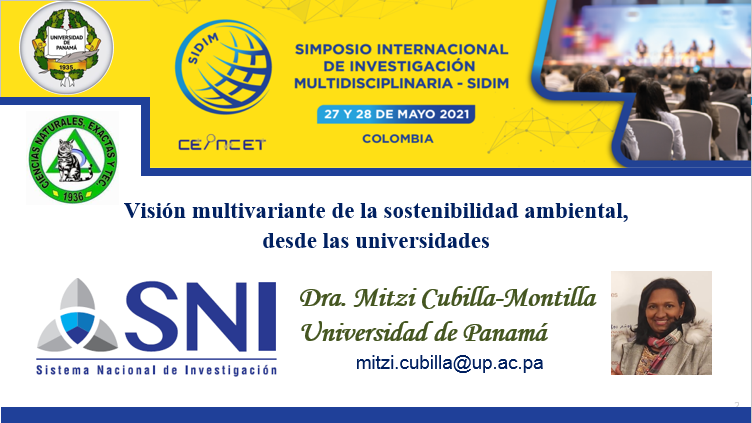 UNIVERSIDAD
DE PANAMÁ
1935
SIDIM
SIMPOSIO INTERNACIONAL
DE INVESTIGACIÓN
MULTIDISCIPLINARIA - SIDIM
27 Y 28 DE MAYO 2021
COLOMBIA
CEINCET
CIENCIAS NATURALES, EXACTAS Y TEC.
1936
Visión multivariante de la sostenibilidad ambiental,
desde las universidades
SNI
Sistema Nacional de Investigación
Dra. Mitzi Cubilla-Montilla
Universidad de Panamá
mitzi.cubilla@up.ac.pa
2